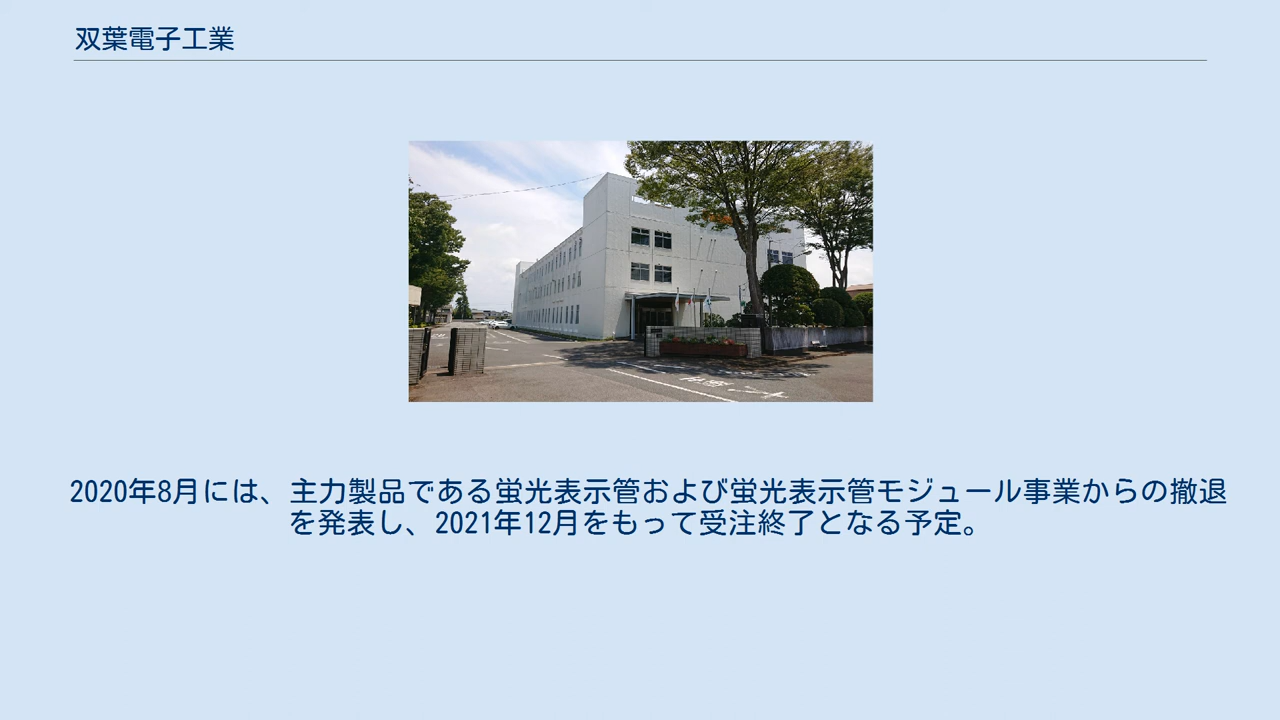 双葉電子工業
2020年8月には、主力製品である蛍光表示管および蛍光表示管モジュール事業からの撤退
を発表し、2021年12月をもって受注終了となる予定。